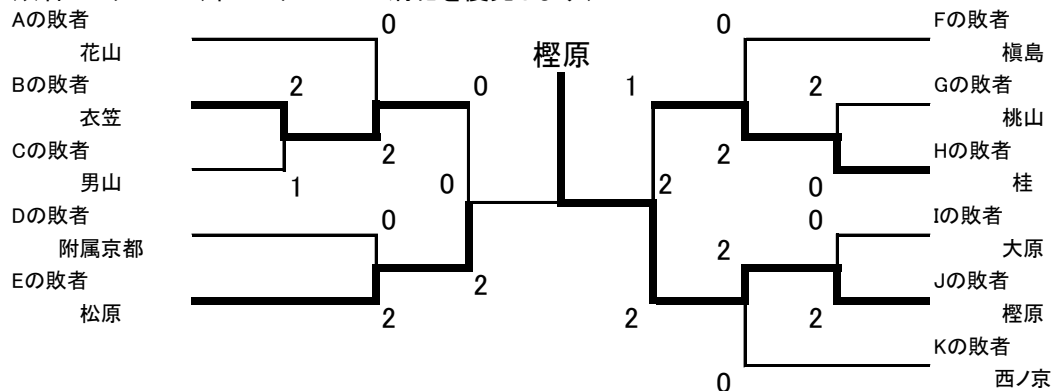 Aの敗者
花山
Bの敗者
衣笠
Cの敗者
男山
Dの敗者
附属京都
Eの敗者
松原
0
2
1
2
0
2
0
2
0
樫原
1
2
2
0
2
2
0
0
2
2
0
Fの敗者
槇島
Gの敗者
桃山
Hの敗者
桂
Iの敗者
大原
Jの敗者
樫原
Kの敗者
西ノ京